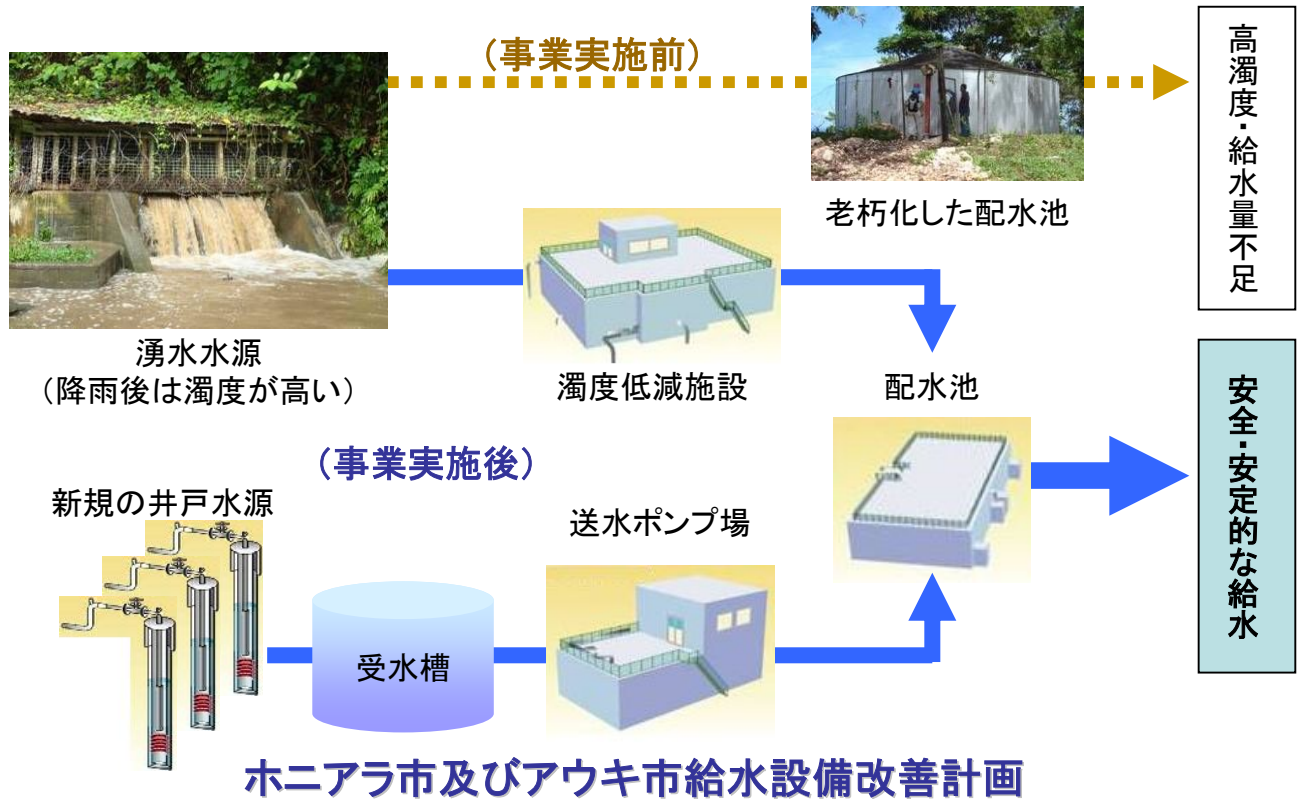 （事業実施前）
高濁度・給水量不足
老朽化した配水池
湧水水源
（降雨後は濁度が高い）
濁度低減施設
配水池
安全・安定的な給水
（事業実施後）
新規の井戸水源
送水ポンプ場
受水槽
ホニアラ市及びアウキ市給水設備改善計画